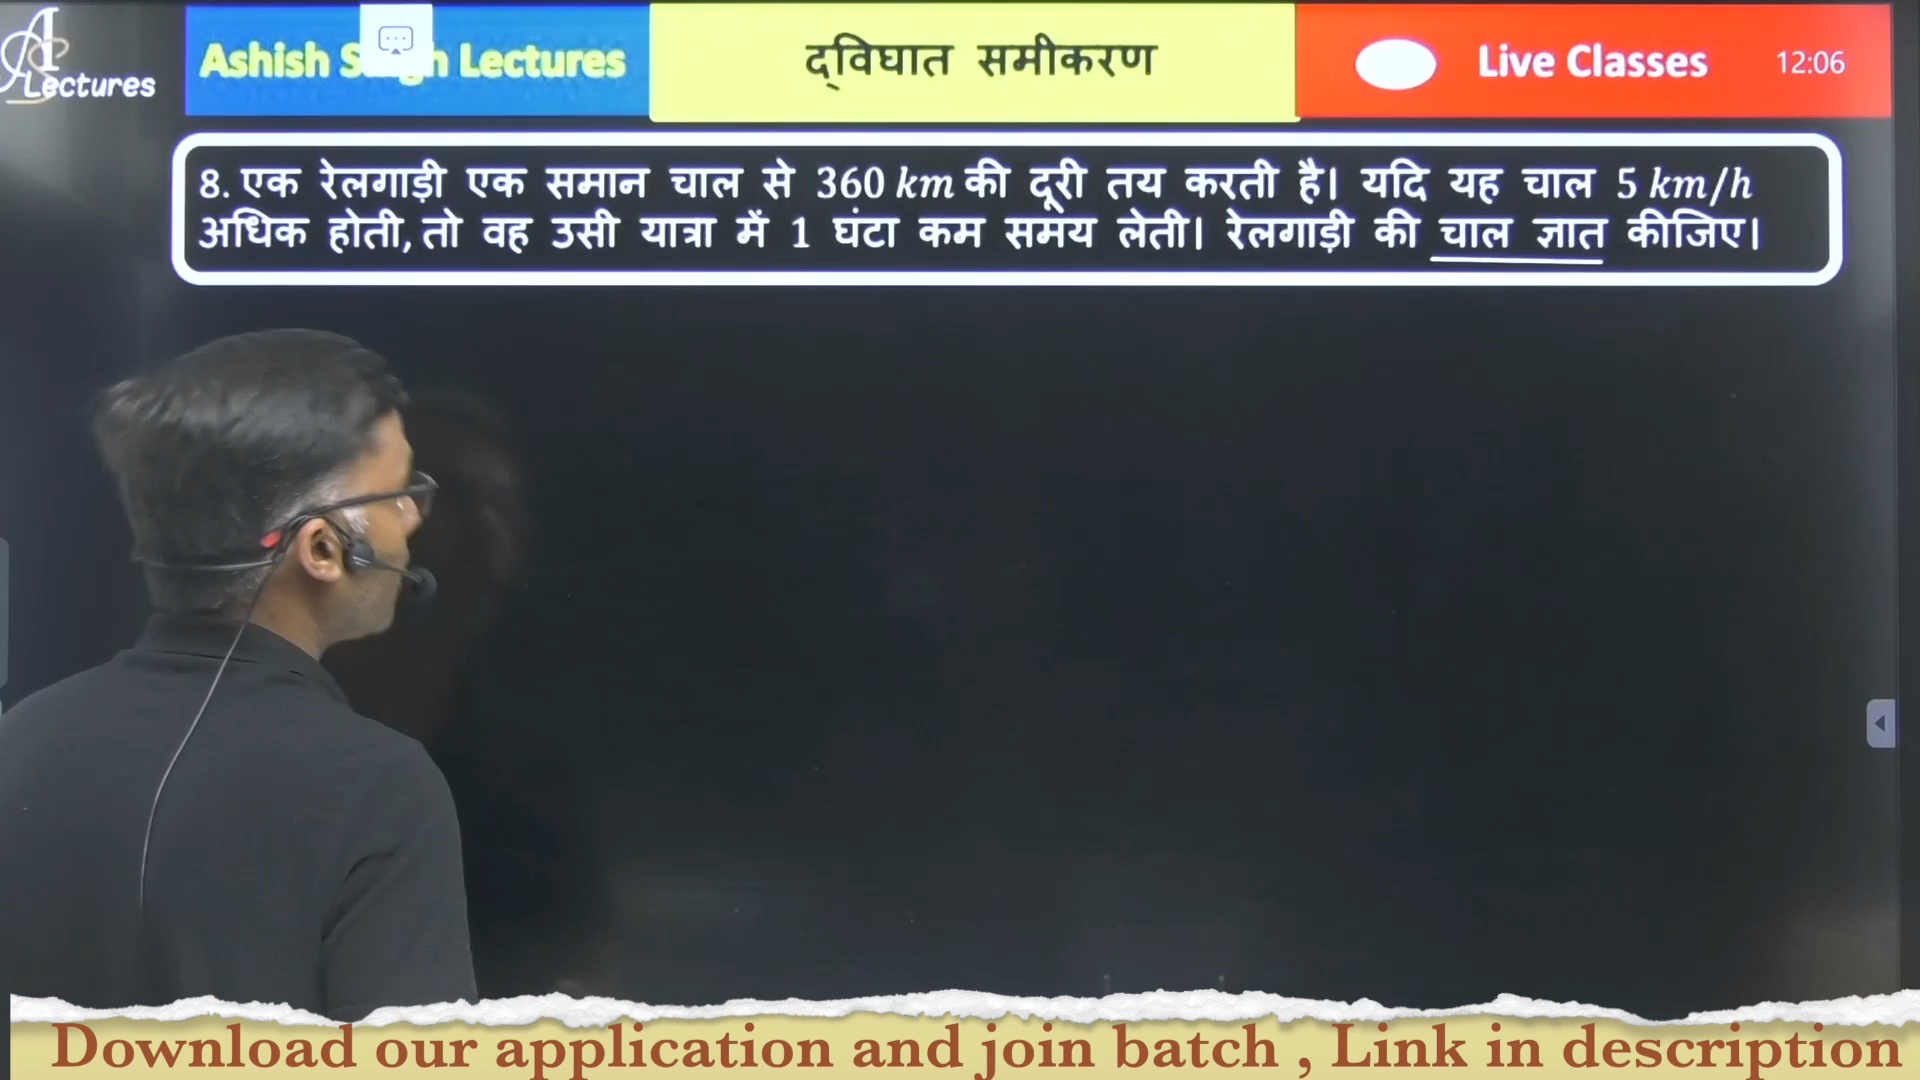 Lectures
Ashish S h Lectures
द्विघात समीकरण
Live Classes
12:06
8. एक रेलगाड़ी एक समान चाल से 360 km की दूरी तय करती है। यदि यह चाल 5 km/h
अधिक होती, तो वह उसी यात्रा में 1 घंटा कम समय लेती। रेलगाड़ी की चाल ज्ञात कीजिए।
Download our application and join batch , Link in description